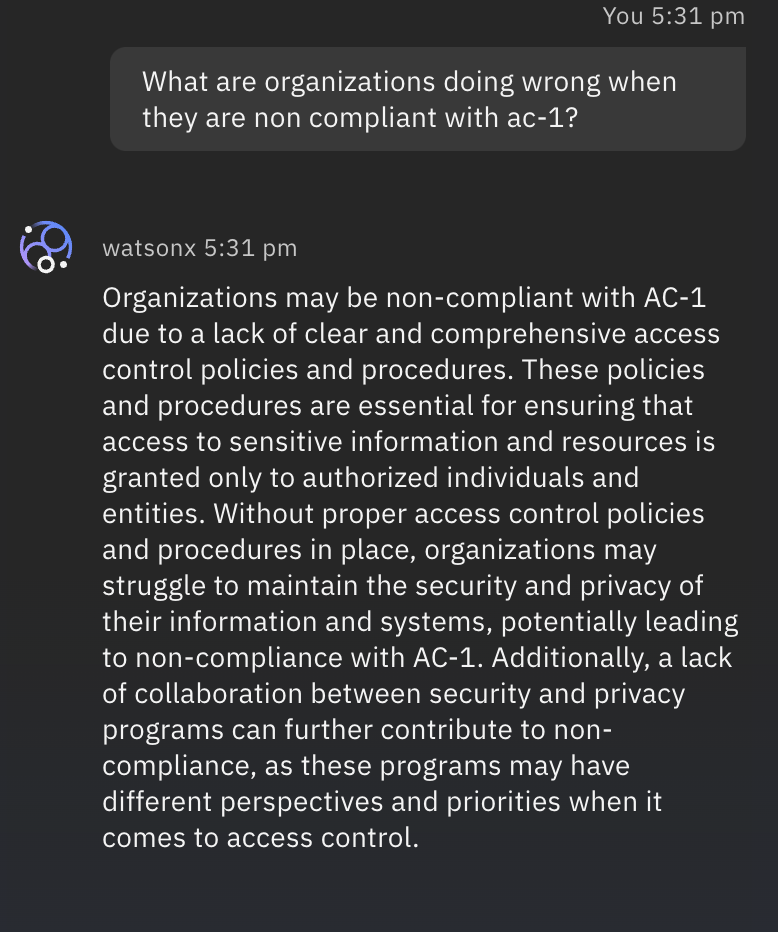 You 5:31 pm
What are organizations doing wrong when
they are non compliant with ac-1?
watsonx 5:31 pm
Organizations may be non-compliant with AC-1
due to a lack of clear and comprehensive access
control policies and procedures. These policies
and procedures are essential for ensuring that
access to sensitive information and resources is
granted only to authorized individuals and
entities. Without proper access control policies
and procedures in place, organizations may
struggle to maintain the security and privacy of
their information and systems, potentially leading
to non-compliance with AC-1. Additionally, a lack
of collaboration between security and privacy
programs can further contribute to non-
compliance, as these programs may have
different perspectives and priorities when it
comes to access control.